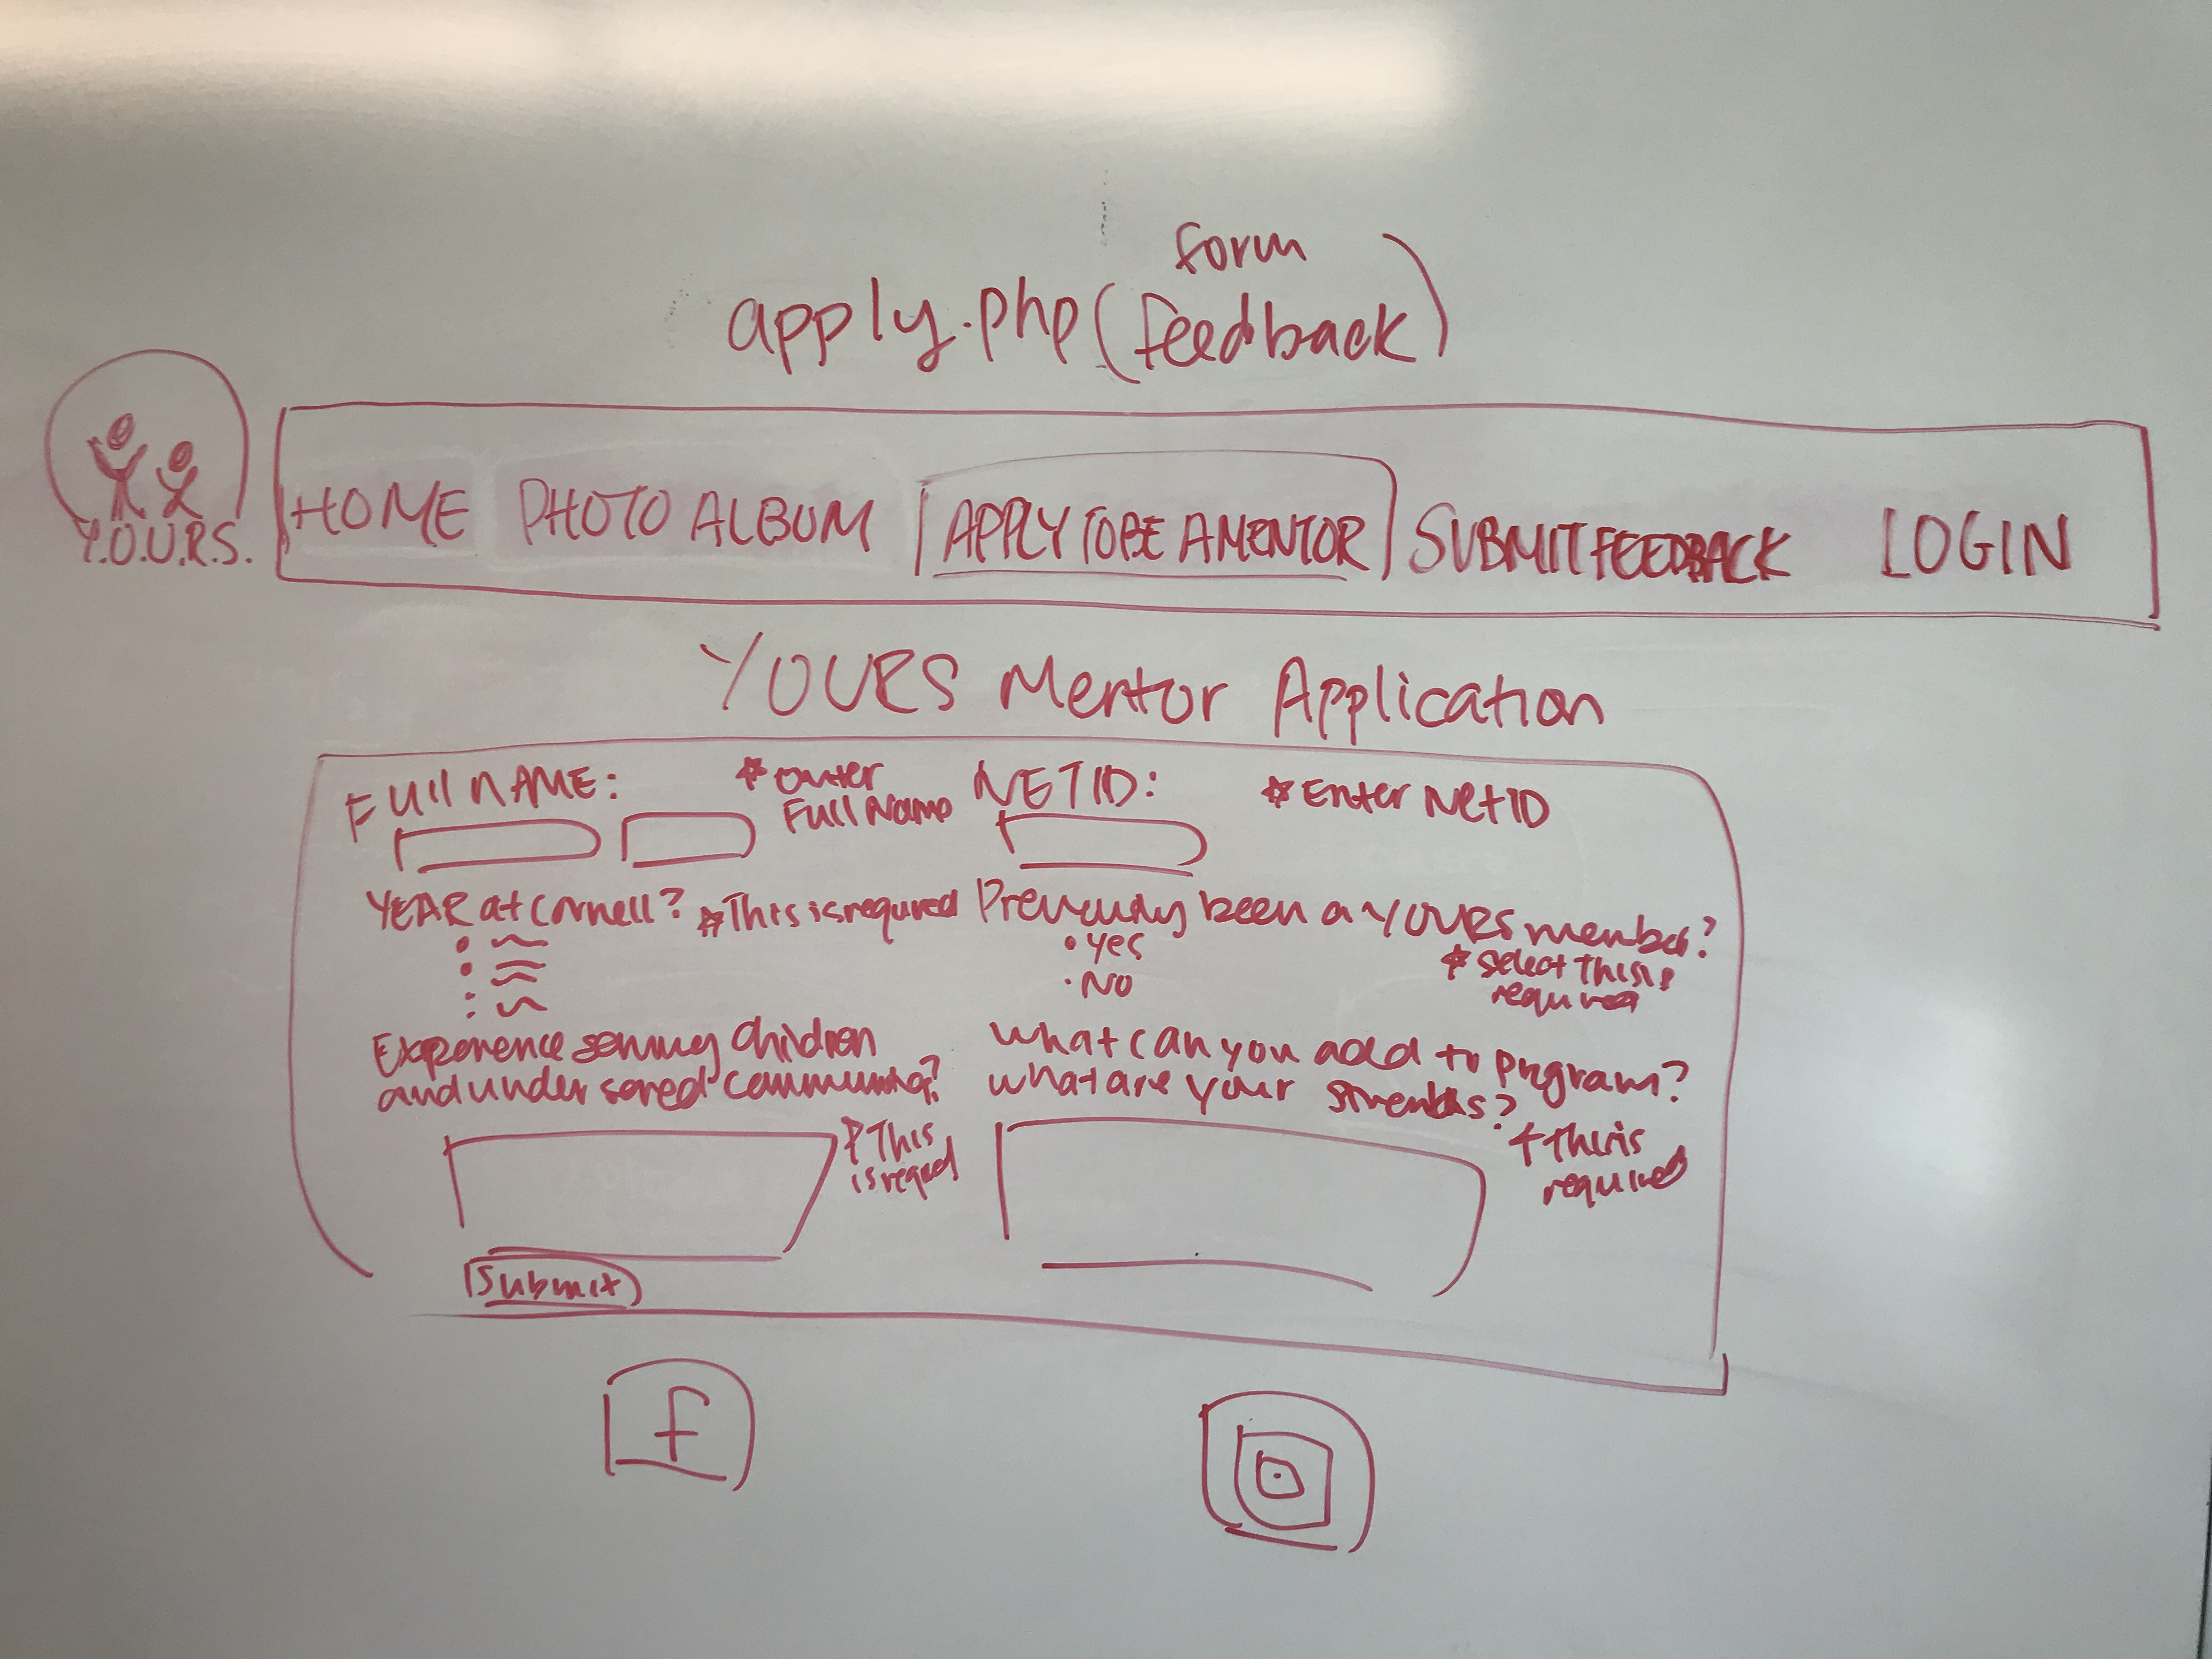 form
apply.php (feedback)
Y.O.U.R.S.
HOME PHOTO ALBUM APPLY TO BE A MENTOR SUBMIT FEEDBACK LOGIN
YOURS Mentor Application
Full NAME: * enter Full Name
NETID: * Enter NetID
YEAR at Cornell? * This is required
Previously been a YOURS member?
• yes
• No
* select this is
required
Experience serving children
and under served communities?
* This
is required
What can you add to program?
what are your strengths?
* this is
required
Submit
f